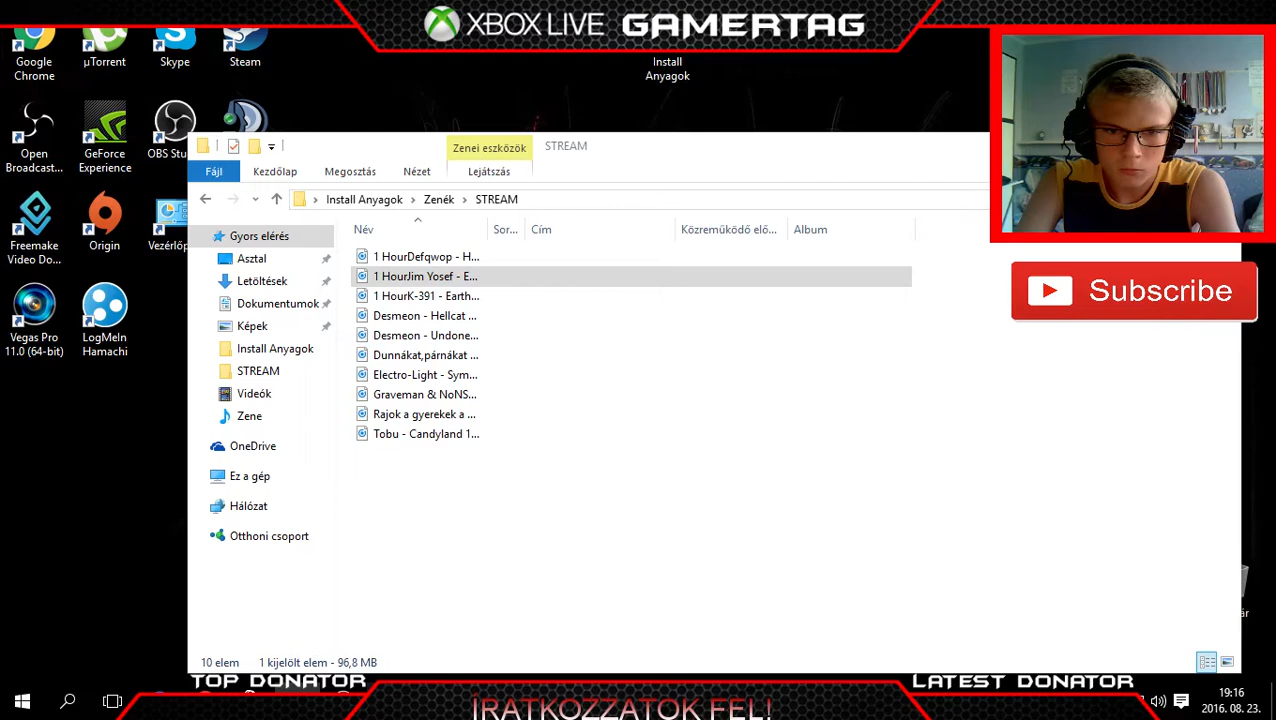 XBOX LIVE GAMERTAG
Google Chrome
µTorrent
Skype
Steam
Install Anyagok
Open Broadcast...
GeForce Experience
OBS Stu
Freemake Video Do...
Origin
Vezérlőp
Vegas Pro 11.0 (64-bit)
LogMeIn Hamachi
Zenei eszközök
STREAM
Fájl
Kezdőlap
Megosztás
Nézet
Lejátszás
Install Anyagok > Zenék > STREAM
Név
Sor...
Cím
Közreműködő elő...
Album
Gyors elérés
Asztal
Letöltések
Dokumentumok
Képek
Install Anyagok
STREAM
Videók
Zene
OneDrive
Ez a gép
Hálózat
Otthoni csoport
1 HourDefqwop - H...
1 HourJim Yosef - E...
1 HourK-391 - Earth...
Desmeon - Hellcat ...
Desmeon - Undone...
Dunnákat,párnákat ...
Electro-Light - Sym...
Graveman & NoNS...
Rajok a gyerekek a ...
Tobu - Candyland 1...
Subscribe
10 elem
1 kijelölt elem - 96,8 MB
TOP DONATOR
LATEST DONATOR
IRATKOZZATOK FEL!
19:16
2016. 08. 23.